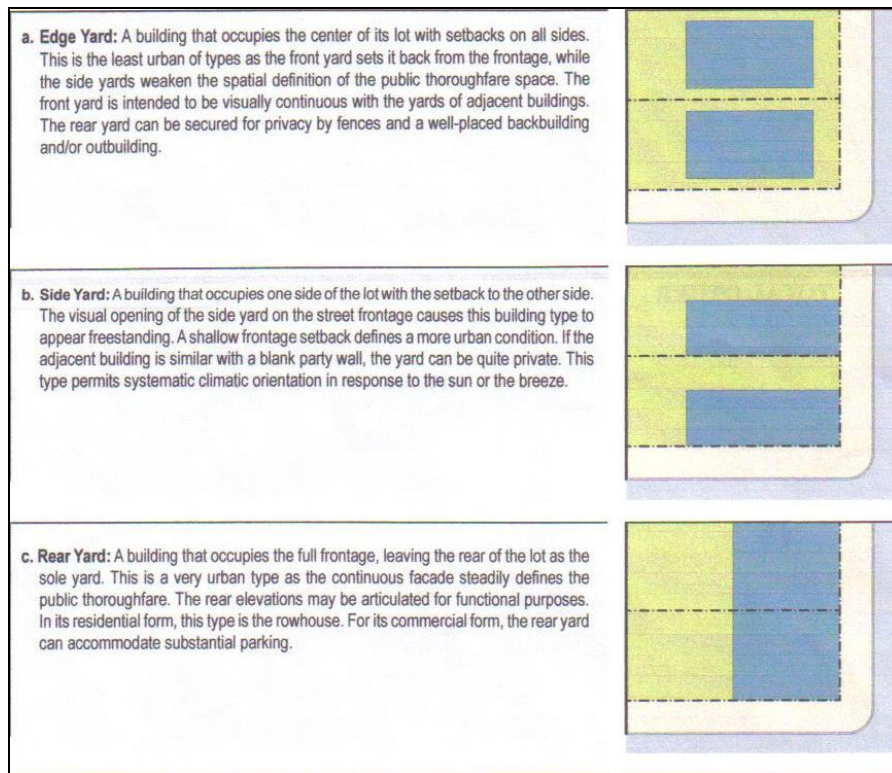 a. Edge Yard: A building that occupies the center of its lot with setbacks on all sides.
This is the least urban of types as the front yard sets it back from the frontage, while
the side yards weaken the spatial definition of the public thoroughfare space. The
front yard is intended to be visually continuous with the yards of adjacent buildings.
The rear yard can be secured for privacy by fences and a well-placed backbuilding
and/or outbuilding.
b. Side Yard: A building that occupies one side of the lot with the setback to the other side.
The visual opening of the side yard on the street frontage causes this building type to
appear freestanding. A shallow frontage setback defines a more urban condition. If the
adjacent building is similar with a blank party wall, the yard can be quite private. This
type permits systematic climatic orientation in response to the sun or the breeze.
c. Rear Yard: A building that occupies the full frontage, leaving the rear of the lot as the
sole yard. This is a very urban type as the continuous facade steadily defines the
public thoroughfare. The rear elevations may be articulated for functional purposes.
In its residential form, this type is the rowhouse. For its commercial form, the rear yard
can accommodate substantial parking.